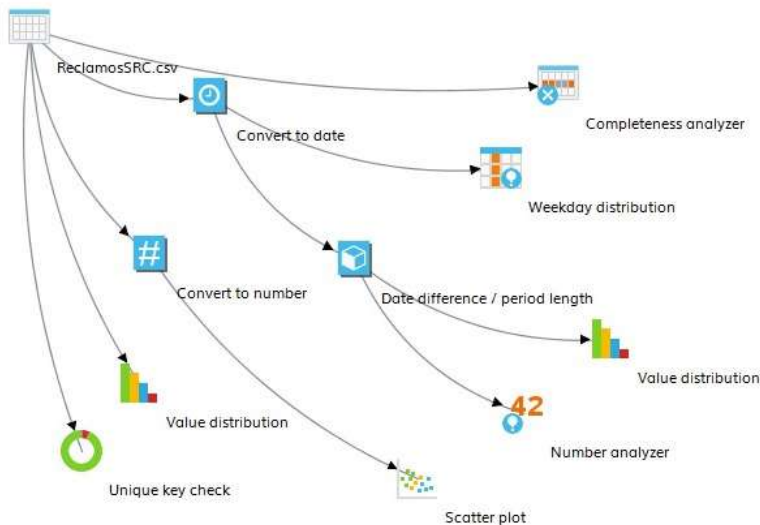 ReclamosSRC.csv
Convert to date
Completeness analyzer
Weekday distribution
#
Convert to number
Date difference / period length
Value distribution
42
Value distribution
Number analyzer
Unique key check
Scatter plot